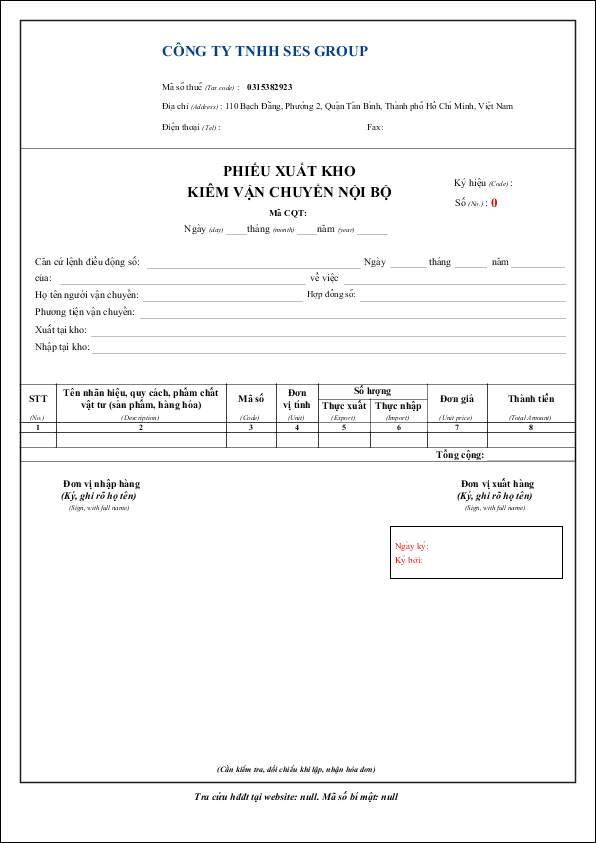 CÔNG TY TNHH SES GROUP
Mã số thuế (Tax code) : 0315382923
Địa chỉ (Address) : 110 Bạch Đằng, Phường 2, Quận Tân Bình, Thành phố Hồ Chí Minh, Việt Nam
Điện thoại (Tel) : Fax:
PHIẾU XUẤT KHO
KIÊM VẬN CHUYỂN NỘI BỘ
Ký hiệu (Code) :
Số (No.) : 0
Mã CQT:
Ngày (day) ____tháng (month) ____năm (year) ______
Căn cứ lệnh điều động số: Ngày tháng năm
của: về việc
Họ tên người vận chuyển: Hợp đồng số:
Phương tiện vận chuyển:
Xuất tại kho:
Nhập tại kho:
STT Tên nhãn hiệu, quy cách, phẩm chất vật tư (sản phẩm, hàng hóa) Mã số Đơn vị tính Số lượng Đơn giá Thành tiền
Thực xuất Thực nhập
(No.) (Description) (Code) (Unit) (Export) (Import) (Unit price) (Total Amount)
1 2 3 4 5 6 7 8
Tổng cộng:
Đơn vị nhập hàng Đơn vị xuất hàng
(Ký, ghi rõ họ tên) (Ký, ghi rõ họ tên)
(Sign, with full name) (Sign, with full name)
Ngày ký:
Ký bởi:
(Cần kiểm tra, đối chiếu khi lập, nhận hóa đơn)
Tra cứu hđđt tại website: null. Mã số bí mật: null